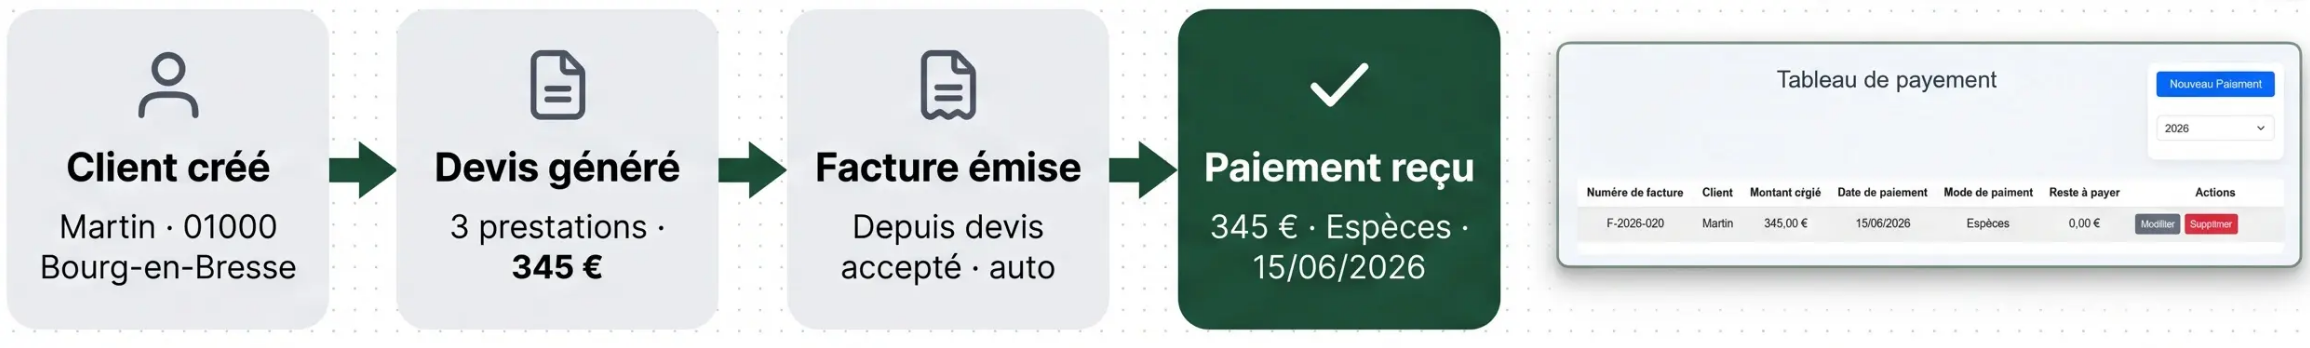 Client créé
Martin · 01000
Bourg-en-Bresse
Devis généré
3 prestations ·
345 €
Facture émise
Depuis devis
accepté · auto
Paiement reçu
345 € · Espèces ·
15/06/2026
Tableau de payement
Nouveau Paiement
2026
Numére de facture Client Montant crgié Date de paiement Mode de paiment Reste à payer Actions
F-2026-020 Martin 345,00 € 15/06/2026 Espèces 0,00 € Modifier Supprimer